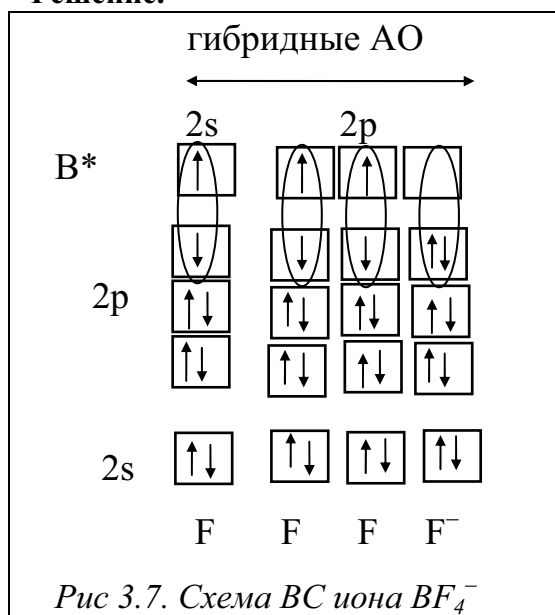 Решение.
гибридные АО
2s 2p
B*
2p
2s
F F F F⁻
Рис 3.7. Схема ВС иона BF₄⁻